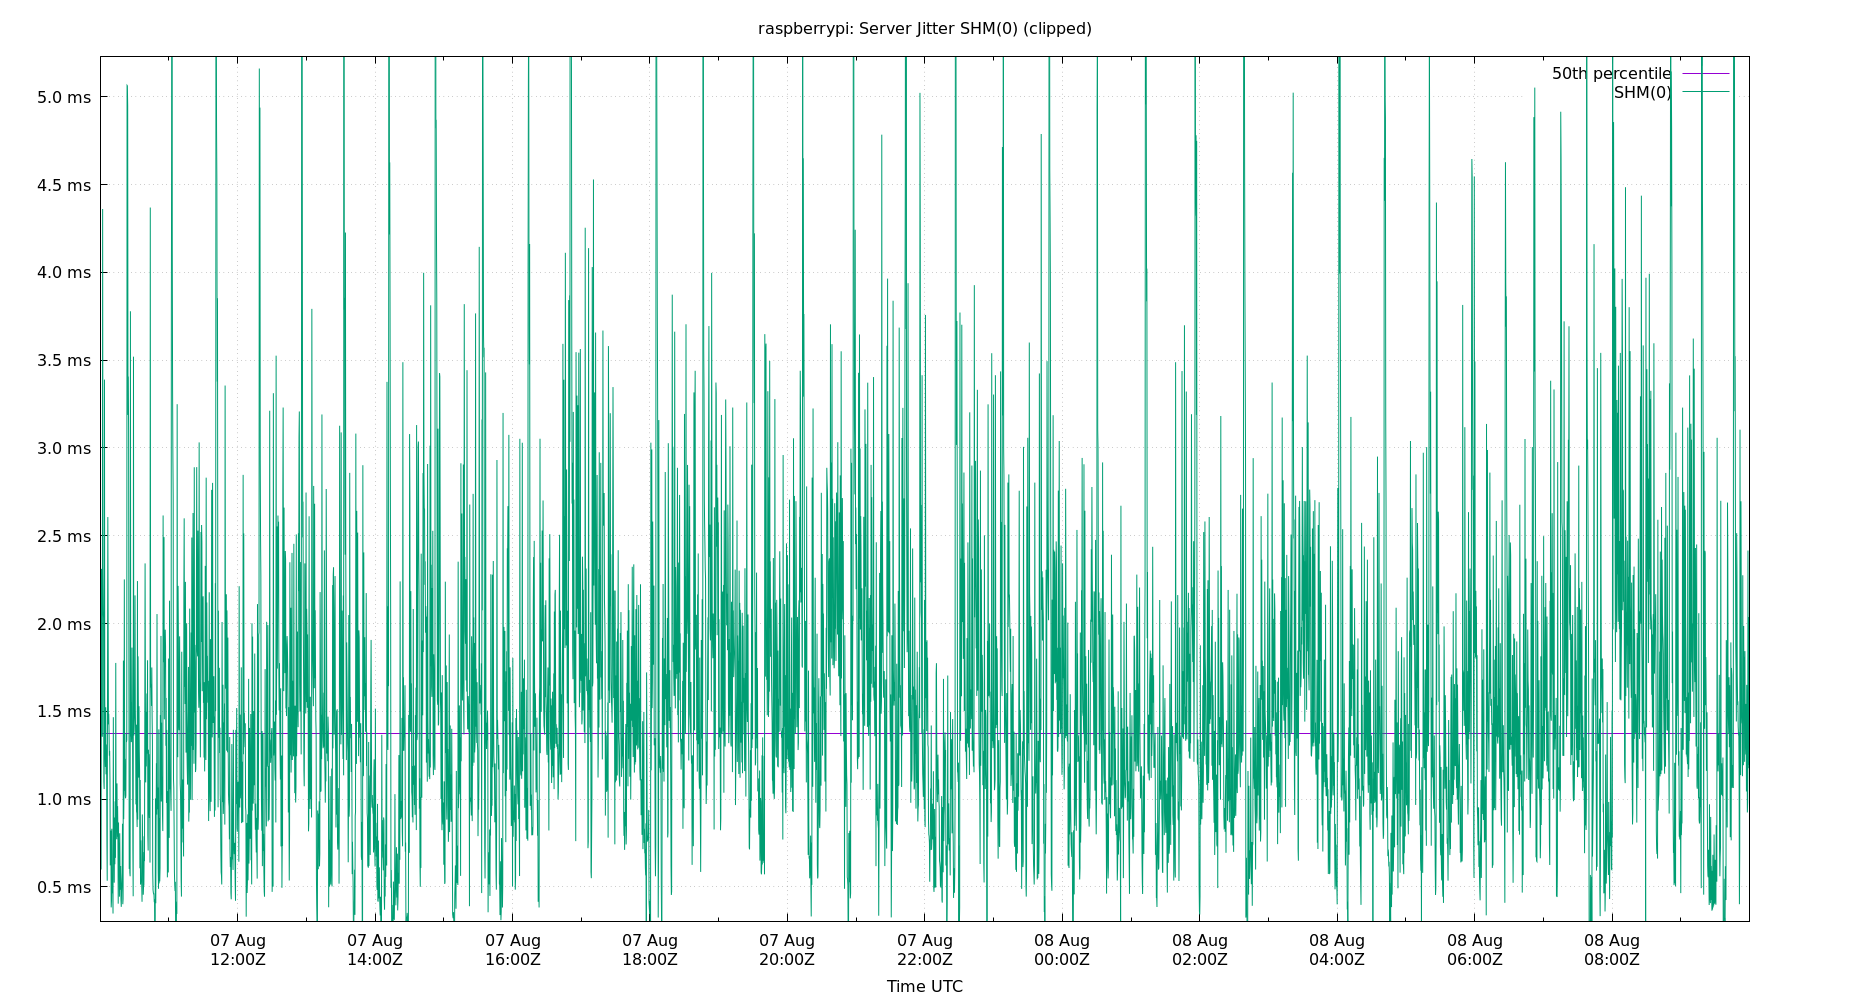 raspberrypi: Server Jitter SHM(0) (clipped)
50th percentile
SHM(0)
5.0 ms
4.5 ms
4.0 ms
3.5 ms
3.0 ms
2.5 ms
2.0 ms
1.5 ms
1.0 ms
0.5 ms
07 Aug 07 Aug 07 Aug 07 Aug 07 Aug 07 Aug 08 Aug 08 Aug 08 Aug 08 Aug 08 Aug
12:00Z 14:00Z 16:00Z 18:00Z 20:00Z 22:00Z 00:00Z 02:00Z 04:00Z 06:00Z 08:00Z
Time UTC